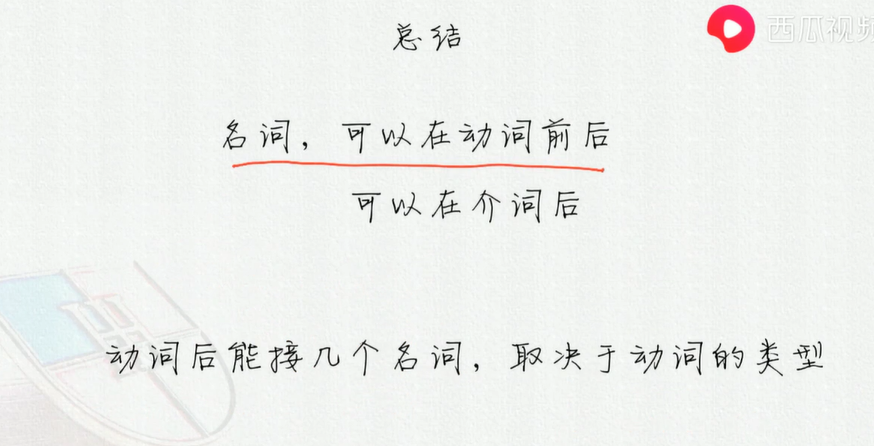 西瓜视频
总结
名词，可以在动词前后
可以在介词后
动词后能接几个名词，取决于动词的类型